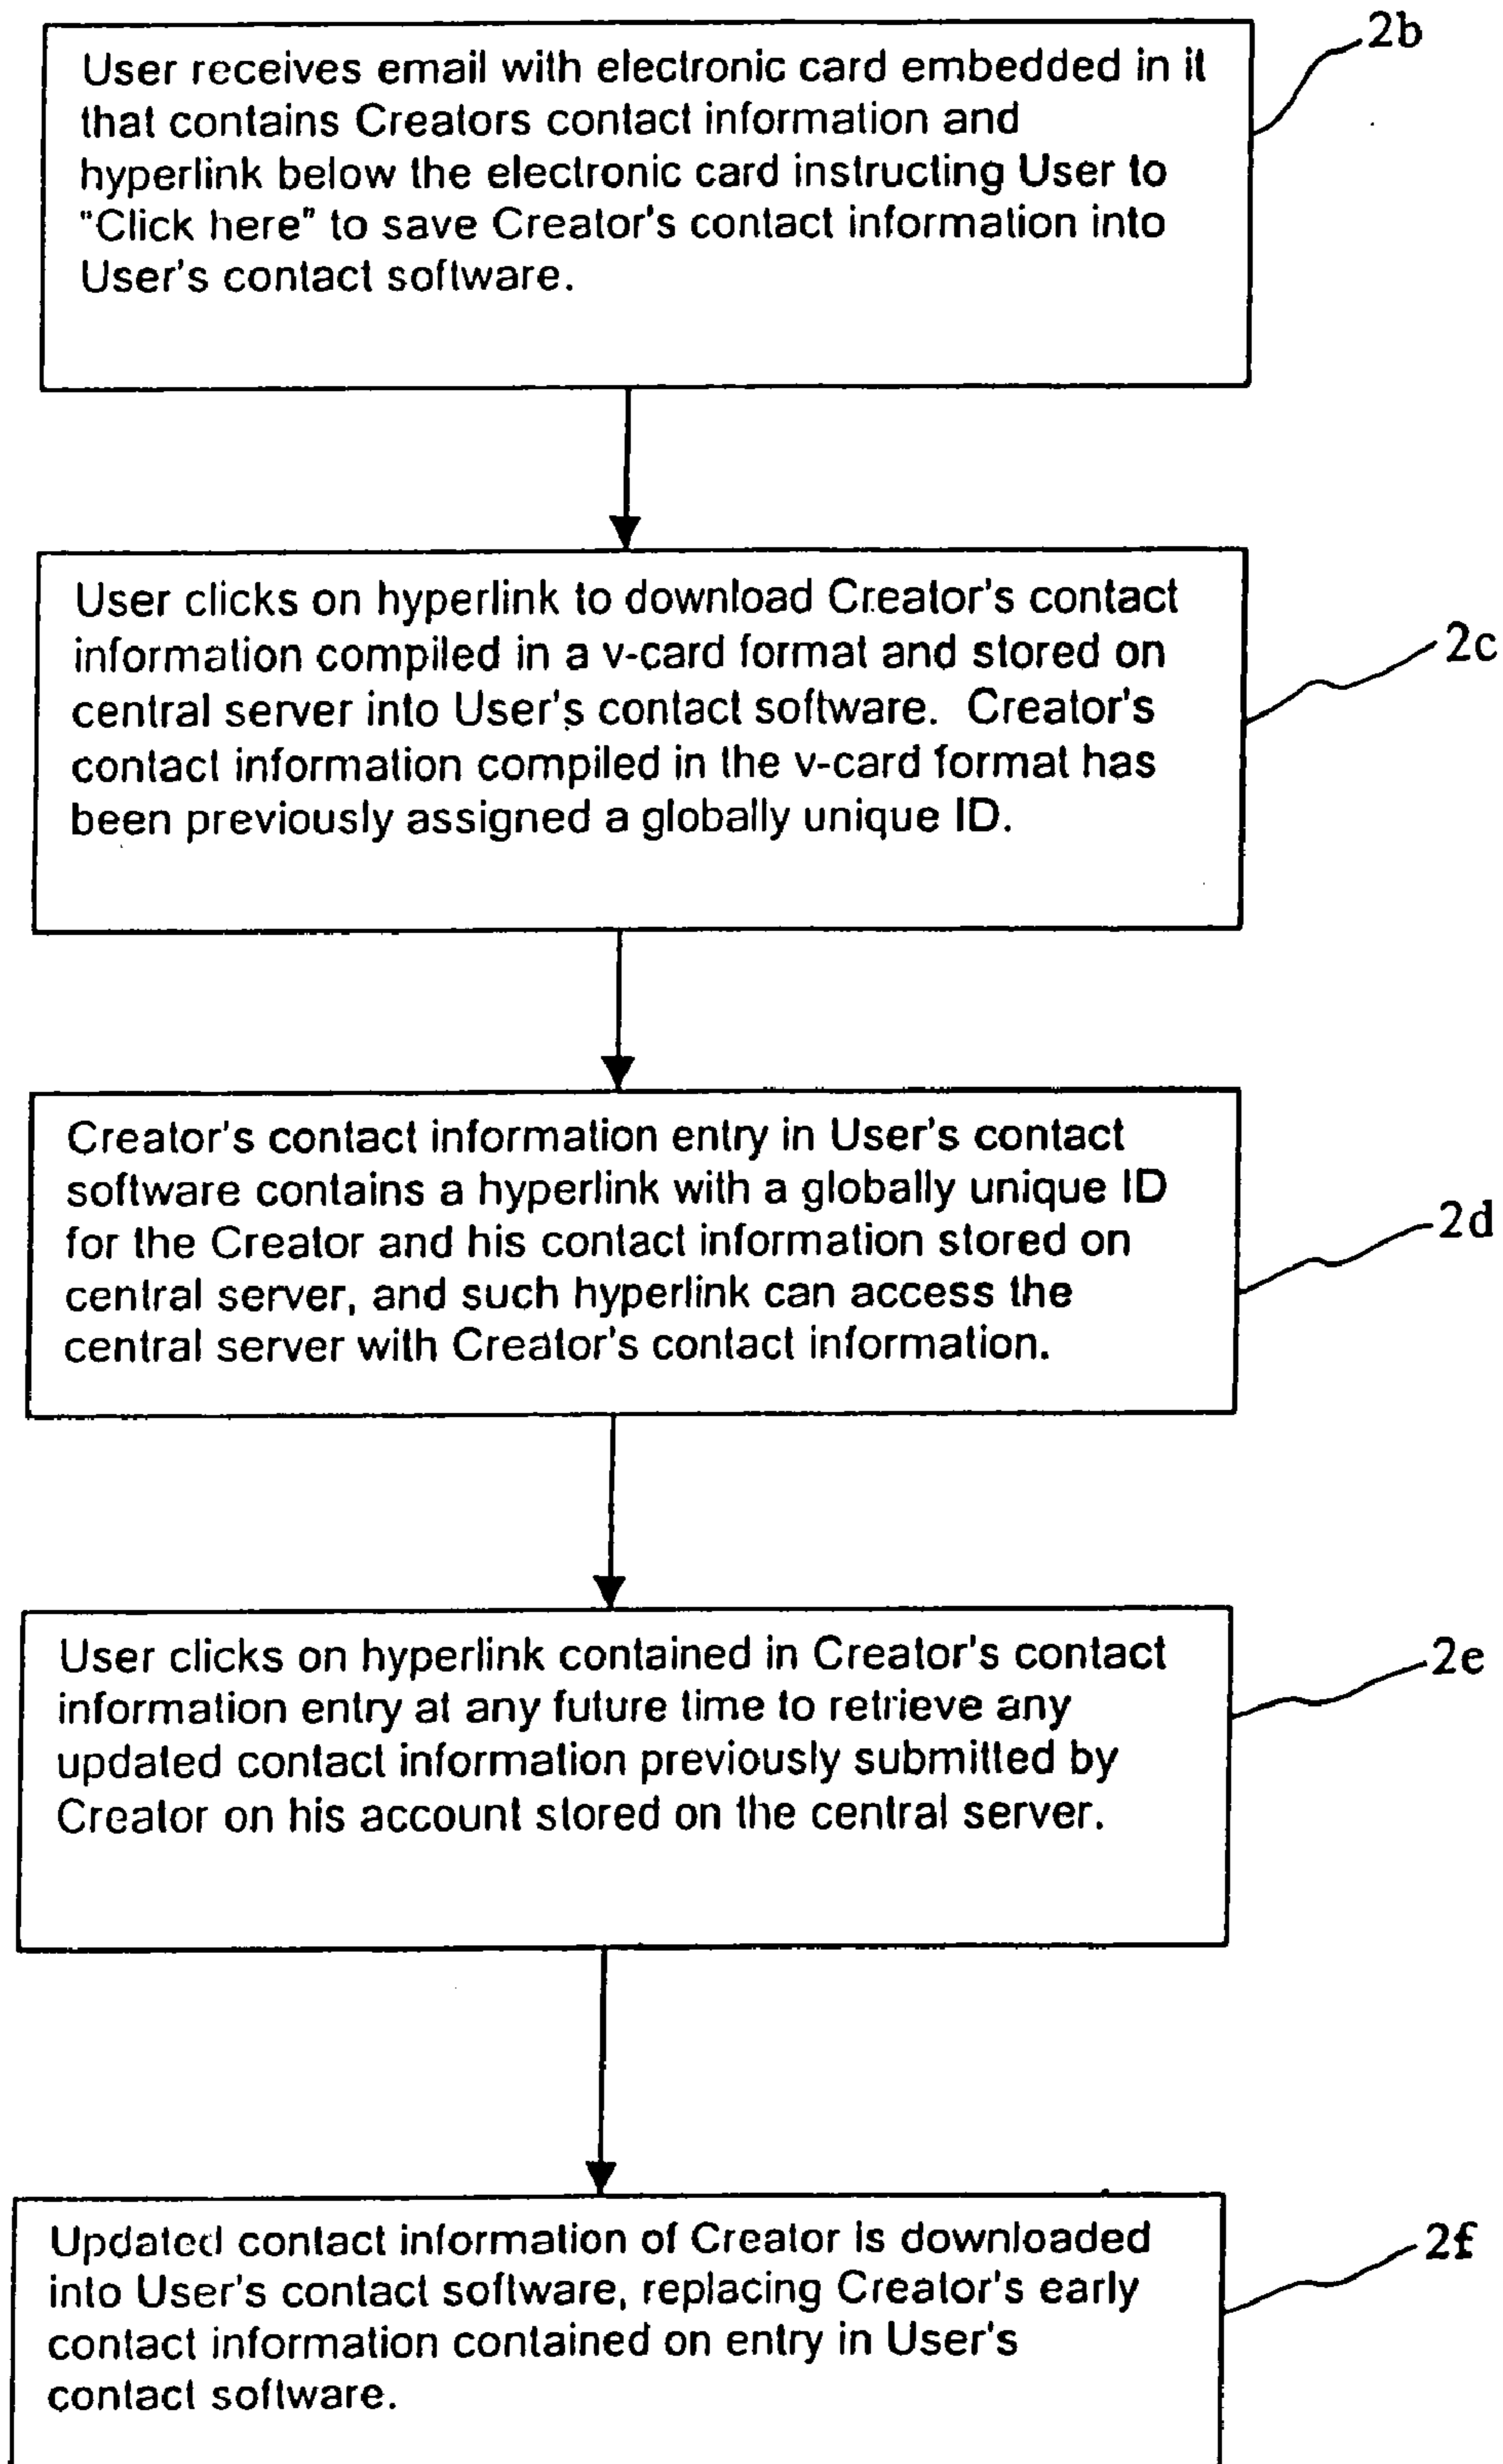 User receives email with electronic card embedded in it
that contains Creators contact information and
hyperlink below the electronic card instructing User to
"Click here" to save Creator's contact information into
User's contact software.
2b
User clicks on hyperlink to download Creator's contact
information compiled in a v-card format and stored on
central server into User's contact software. Creator's
contact information compiled in the v-card format has
been previously assigned a globally unique ID.
2c
Creator's contact information entry in User's contact
software contains a hyperlink with a globally unique ID
for the Creator and his contact information stored on
central server, and such hyperlink can access the
central server with Creator's contact information.
2d
User clicks on hyperlink contained in Creator's contact
information entry at any future time to retrieve any
updated contact information previously submitted by
Creator on his account stored on the central server.
2e
Updated contact information of Creator is downloaded
into User's contact software, replacing Creator's early
contact information contained on entry in User's
contact software.
2f